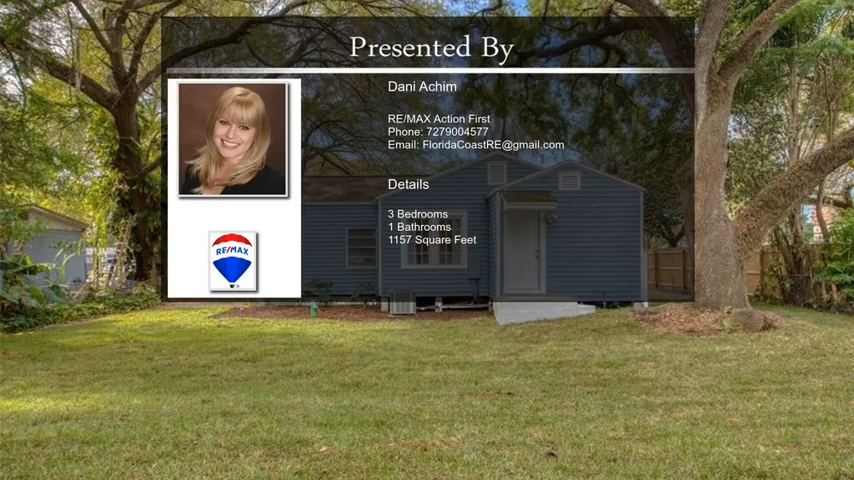 Presented By
Dani Achim
RE/MAX Action First
Phone: 7279004577
Email: FloridaCoastRE@gmail.com
Details
3 Bedrooms
1 Bathrooms
1157 Square Feet
RE/MAX